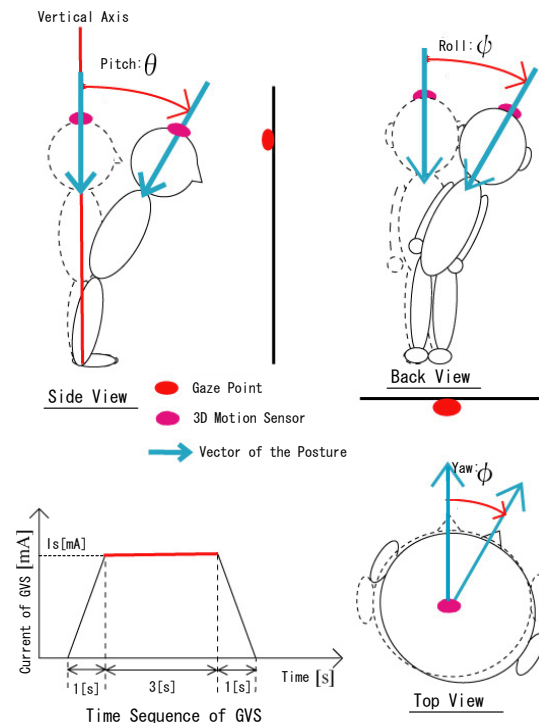 Vertical Axis
Pitch: θ
Roll: ψ
Side View
Back View
Gaze Point
3D Motion Sensor
Vector of the Posture
Yaw: ϕ
Current of GVS [mA]
Is[mA]
1[s]
3[s]
1[s]
Time [s]
Time Sequence of GVS
Top View